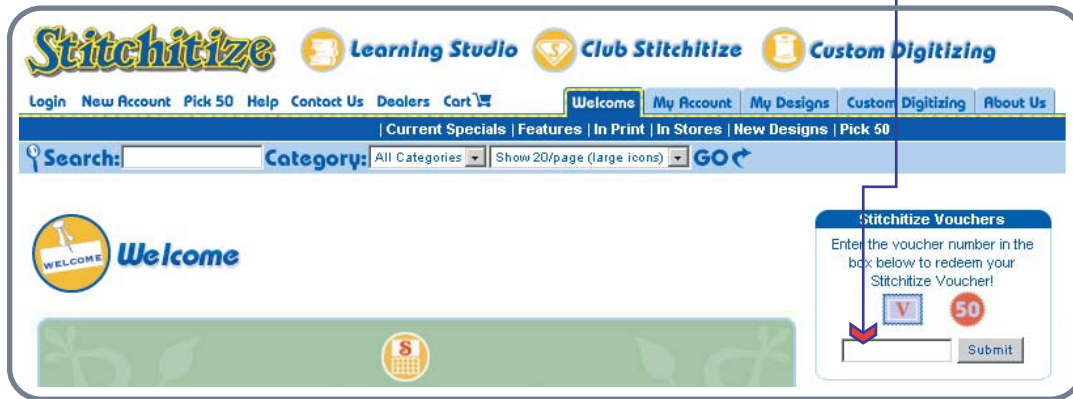 Stitchitize Learning Studio S Club Stitchitize Custom Digitizing
Login New Account Pick 50 Help Contact Us Dealers Cart Welcome My Account My Designs Custom Digitizing About Us
| Current Specials | Features | In Print | In Stores | New Designs | Pick 50
Search: Category: All Categories Show 20/page (large icons) GO
WELCOME Welcome
Stitchitize Vouchers
Enter the voucher number in the
box below to redeem your
Stitchitize Voucher!
V 50
Submit
S